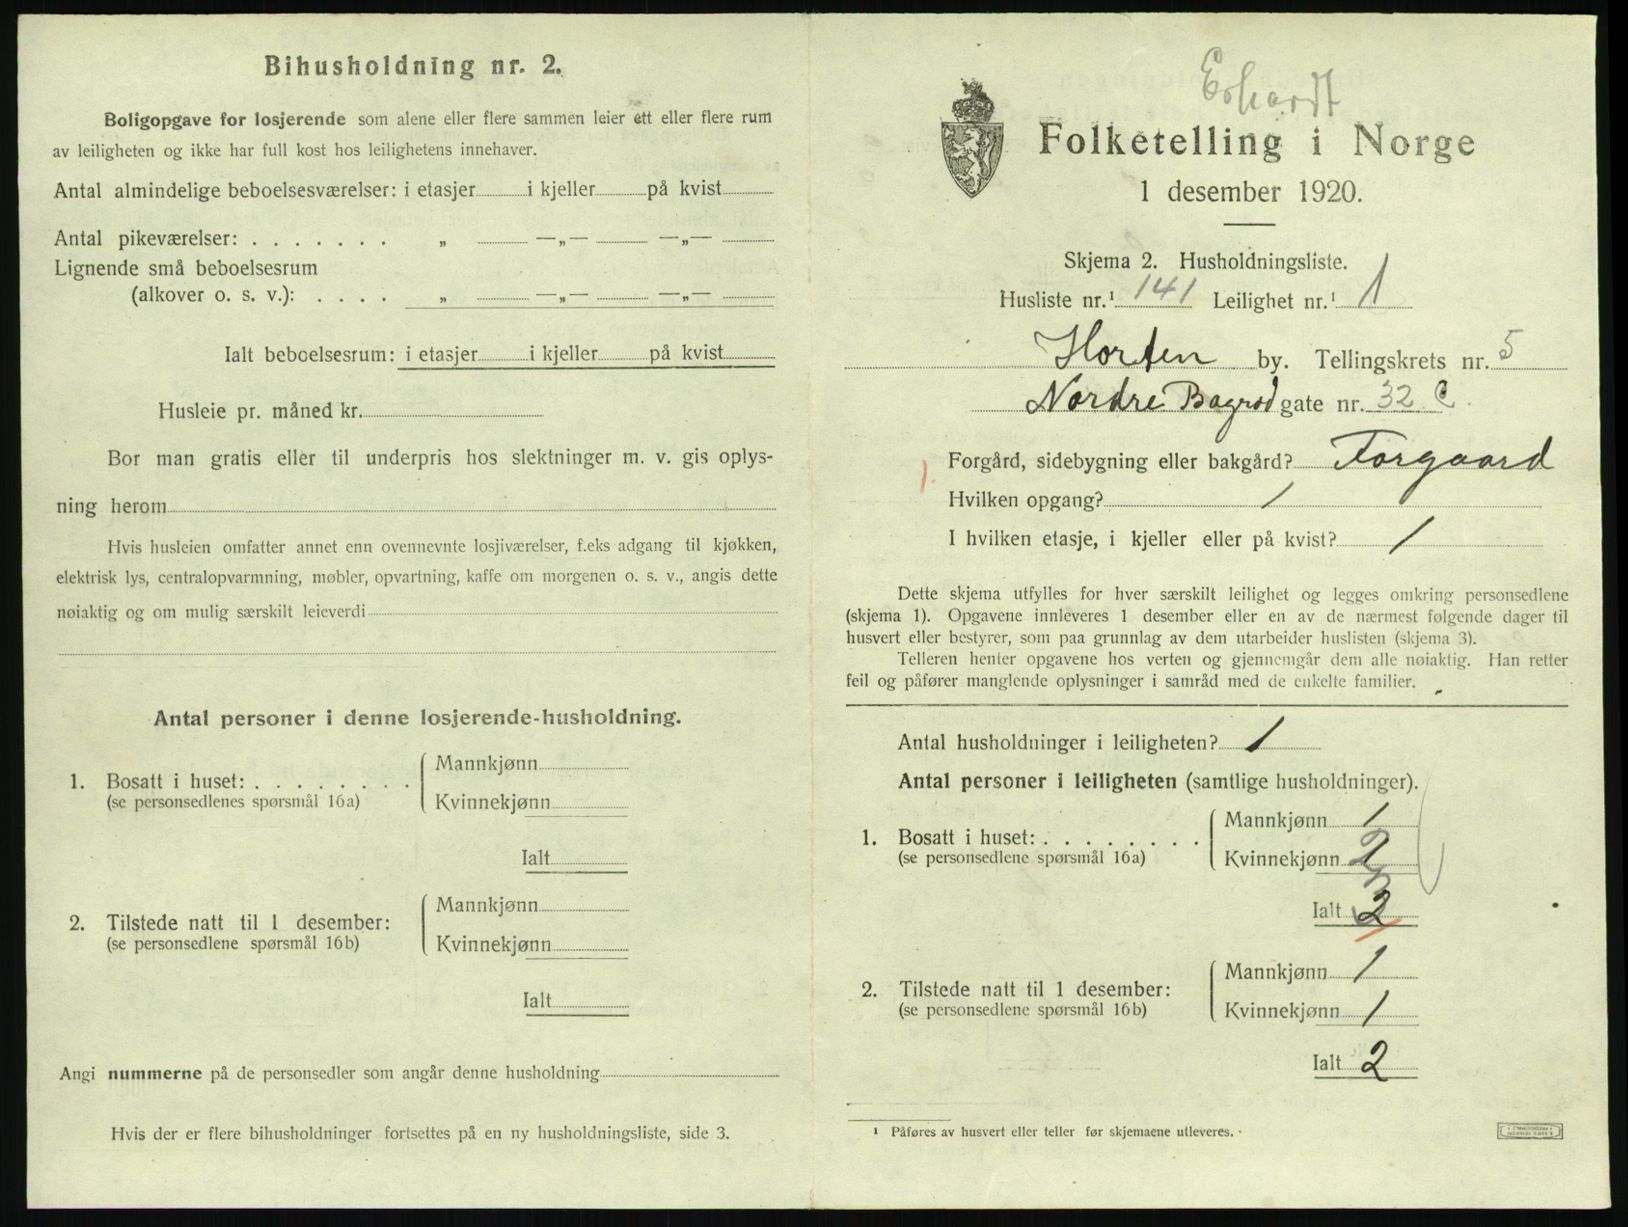 Bihusholdning nr. 2.
Boligopgave for losjerende som alene eller flere sammen leier ett eller flere rum
av leiligheten og ikke har full kost hos leilighetens innehaver.
Antal almindelige beboelsesværelser: i etasjer i kjeller på kvist
Antal pikeværelser: . . . . . . . „ —„— —„—
Lignende små beboelsesrum
(alkover o. s. v.): . . . . „ —„— —„—
Ialt beboelsesrum: i etasjer i kjeller på kvist
Husleie pr. måned kr.
Bor man gratis eller til underpris hos slektninger m. v. gis oplys-
ning herom
Hvis husleien omfatter annet enn ovennevnte losjiværelser, f.eks adgang til kjøkken,
elektrisk lys, centralopvarmning, møbler, opvartning, kaffe om morgenen o. s. v., angis dette
nøiaktig og om mulig særskilt leieverdi
Antal personer i denne losjerende-husholdning.
1. Bosatt i huset: . . . . . . . .
(se personsedlenes spørsmål 16a)
Mannkjønn
Kvinnekjønn
Ialt
2. Tilstede natt til 1 desember:
(se personsedlene spørsmål 16b)
Mannkjønn
Kvinnekjønn
Ialt
Angi nummerne på de personsedler som angår denne husholdning
Hvis der er flere bihusholdninger fortsettes på en ny husholdningsliste, side 3.
Erhardt
Folketelling i Norge
1 desember 1920.
Skjema 2. Husholdningsliste.
Husliste nr.¹ 141 Leilighet nr.¹ 1
Horten by. Tellingskrets nr. 5
Nordre Bagrod gate nr. 32 C.
Forgård, sidebygning eller bakgård? Forgaard
1.
Hvilken opgang? 1
I hvilken etasje, i kjeller eller på kvist? 1
Dette skjema utfylles for hver særskilt leilighet og legges omkring personsedlene
(skjema 1). Opgavene innleveres 1 desember eller en av de nærmest følgende dager til
husvert eller bestyrer, som paa grunnlag av dem utarbeider huslisten (skjema 3).
Telleren henter opgavene hos verten og gjennemgår dem alle nøiaktig. Han retter
feil og påfører manglende oplysninger i samråd med de enkelte familier.
Antal husholdninger i leiligheten? 1
Antal personer i leiligheten (samtlige husholdninger).
1. Bosatt i huset: . . . . . . . .
(se personsedlene spørsmål 16a)
Mannkjønn 1
Kvinnekjønn 2
Ialt 3
2. Tilstede natt til 1 desember:
(se personsedlene spørsmål 16b)
Mannkjønn 1
Kvinnekjønn 1
Ialt 2
¹ Påføres av husvert eller teller før skjemaene utleveres.